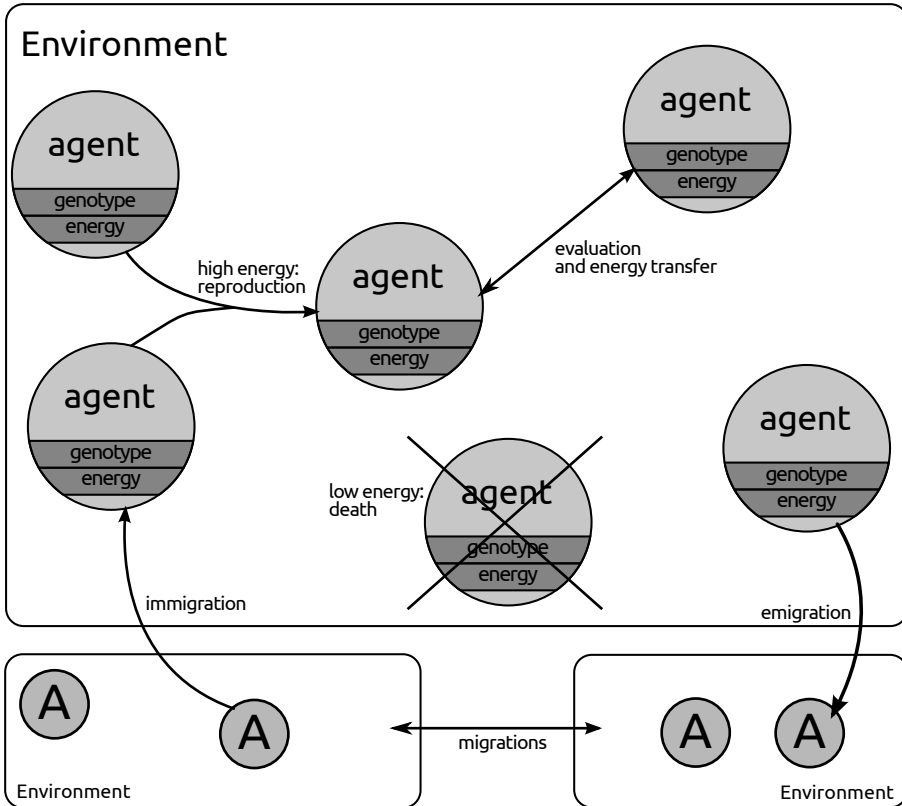 Environment
agent
genotype
energy
agent
genotype
energy
high energy:
reproduction
agent
genotype
energy
evaluation
and energy transfer
agent
genotype
energy
agent
genotype
energy
low energy:
death
agent
genotype
energy
immigration
emigration
A
A
Environment
migrations
A
A
Environment